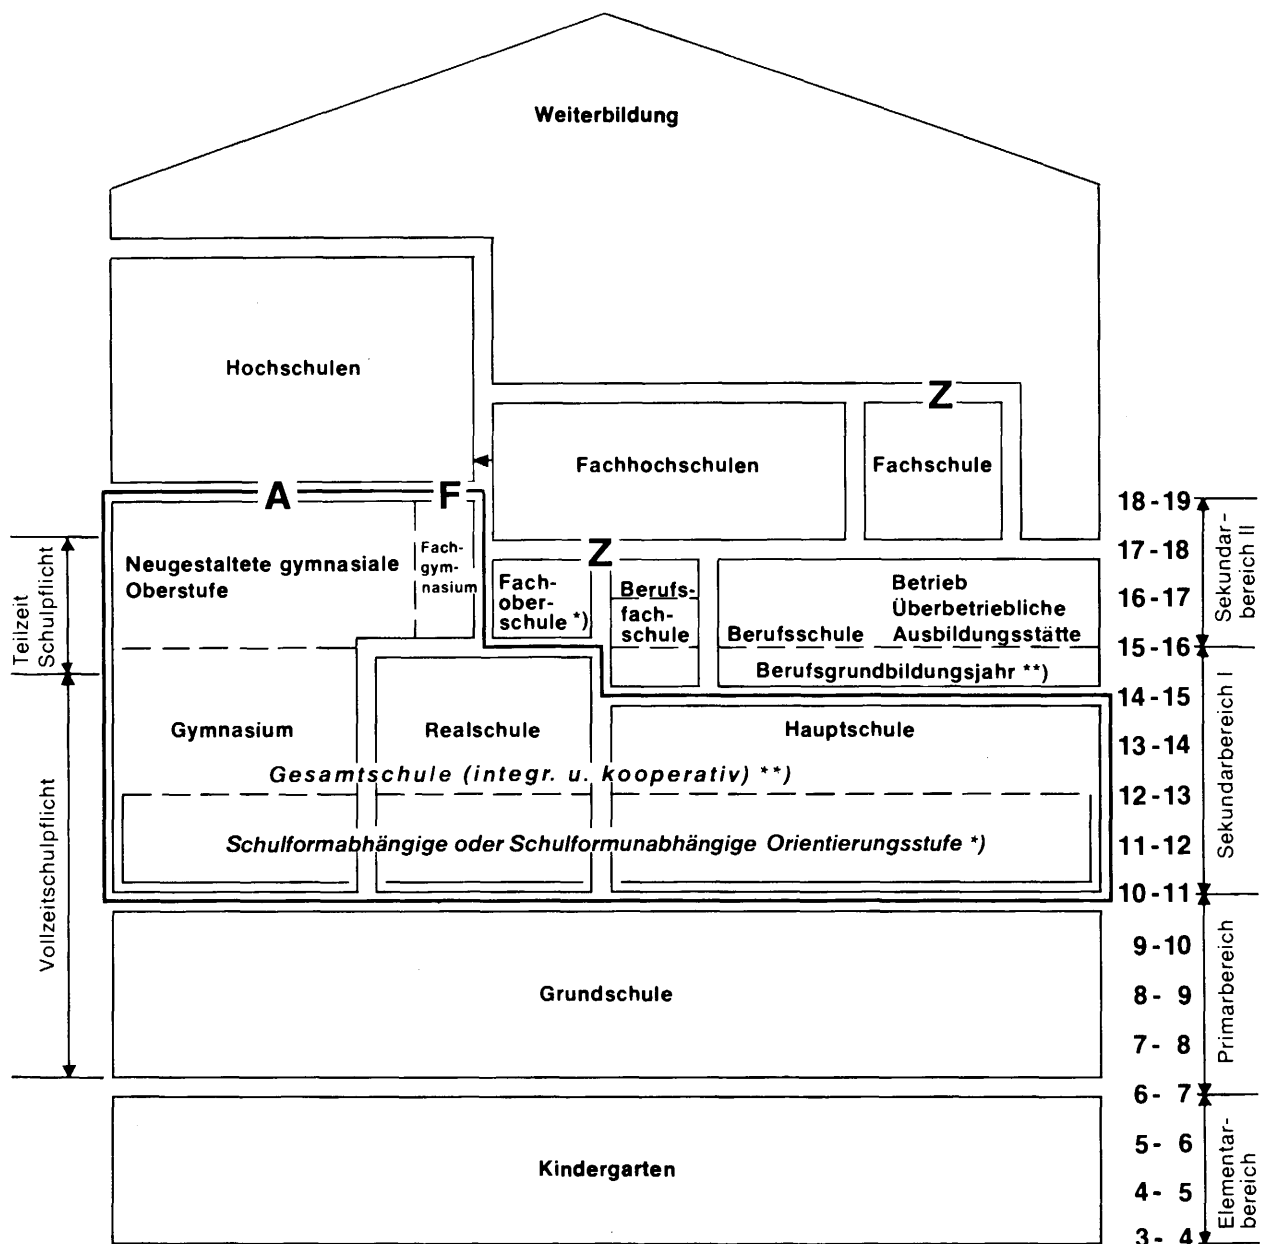 Weiterbildung
Hochschulen
Z
Fachhochschulen
Fachschule
A
F
18-19
17-18
16-17
15-16
14-15
13-14
12-13
11-12
10-11
9-10
8- 9
7- 8
6- 7
5- 6
4- 5
3- 4
Sekundar-
bereich II
Sekundarbereich I
Primarbereich
Elementar-
bereich
Teilzeit
Schulpflicht
Vollzeitschulpflicht
Neugestaltete gymnasiale
Oberstufe
Fach-
gym-
nasium
Z
Fach-
ober-
schule *)
Berufs-
fach-
schule
Berufsschule
Betrieb
Überbetriebliche
Ausbildungsstätte
Berufsgrundbildungsjahr **)
Gymnasium
Realschule
Hauptschule
Gesamtschule (integr. u. kooperativ) **)
Schulformabhängige oder Schulformunabhängige Orientierungsstufe *)
Grundschule
Kindergarten